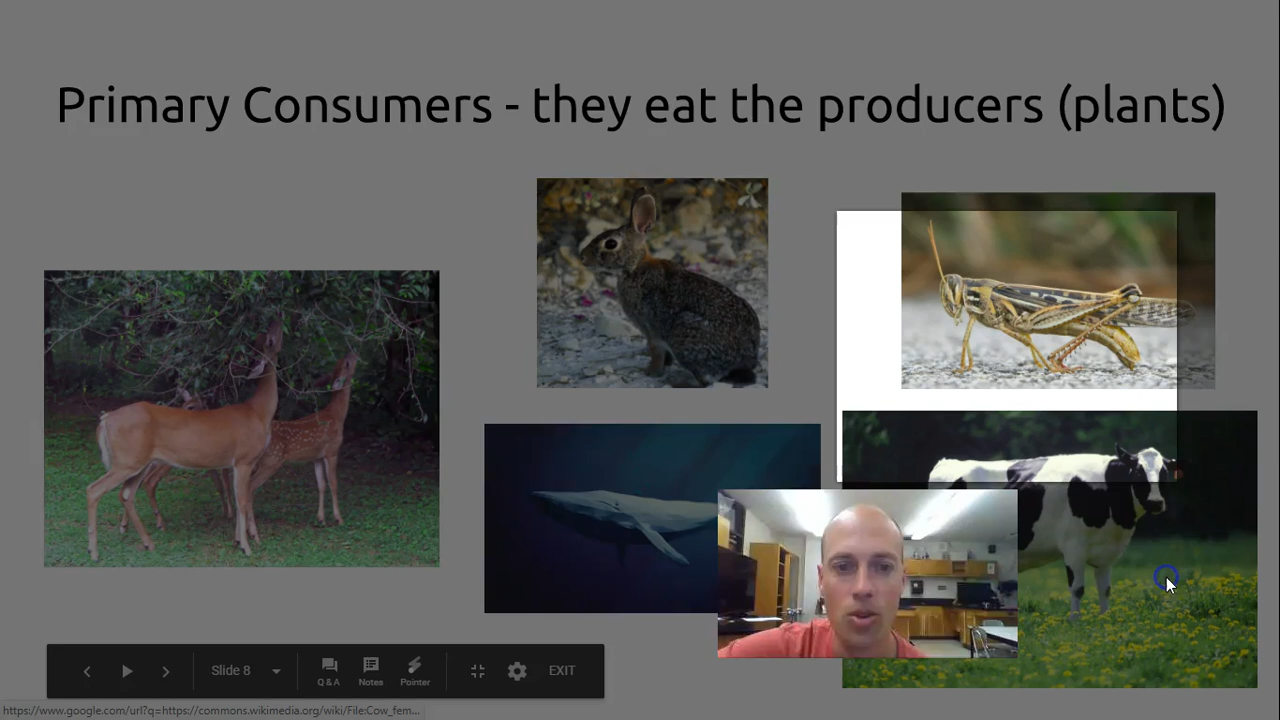 Primary Consumers - they eat the producers (plants)
Slide 8
Q & A
Notes
Pointer
EXIT
https://www.google.com/url?q=https://commons.wikimedia.org/wiki/File:Cow_fem...